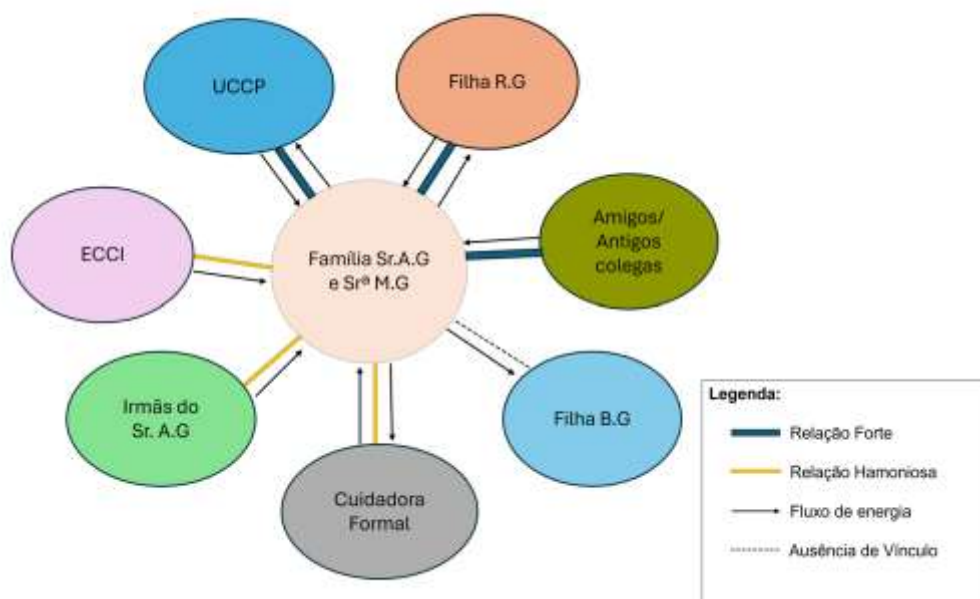 UCCP
Filha R.G
ECCI
Família Sr.A.G
e Srª M.G
Amigos/
Antigos
colegas
Irmãs do
Sr. A.G
Filha B.G
Cuidadora
Formal
Legenda:
Relação Forte
Relação Hamoniosa
Fluxo de energia
Ausência de Vínculo